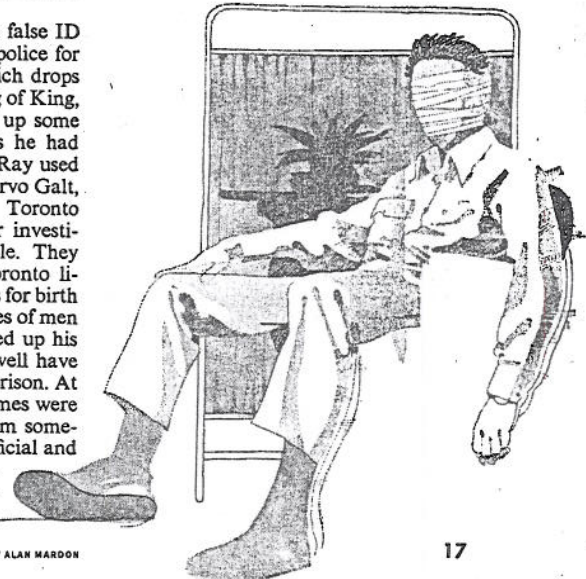 false ID
police for
ich drops
g of King,
up some
s he had
Ray used
rvo Galt,
Toronto
r investi-
le. They
ronto li-
s for birth
es of men
ed up his
well have
rison. At
mes were
m some-
ficial and
ALAN MARDON
17